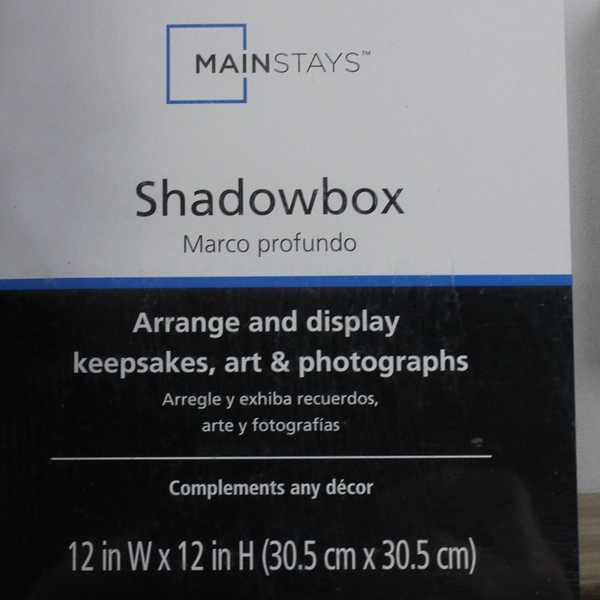 MAINSTAYS™
Shadowbox
Marco profundo
Arrange and display
keepsakes, art & photographs
Arregle y exhiba recuerdos,
arte y fotografías
Complements any décor
12 in W x 12 in H (30.5 cm x 30.5 cm)